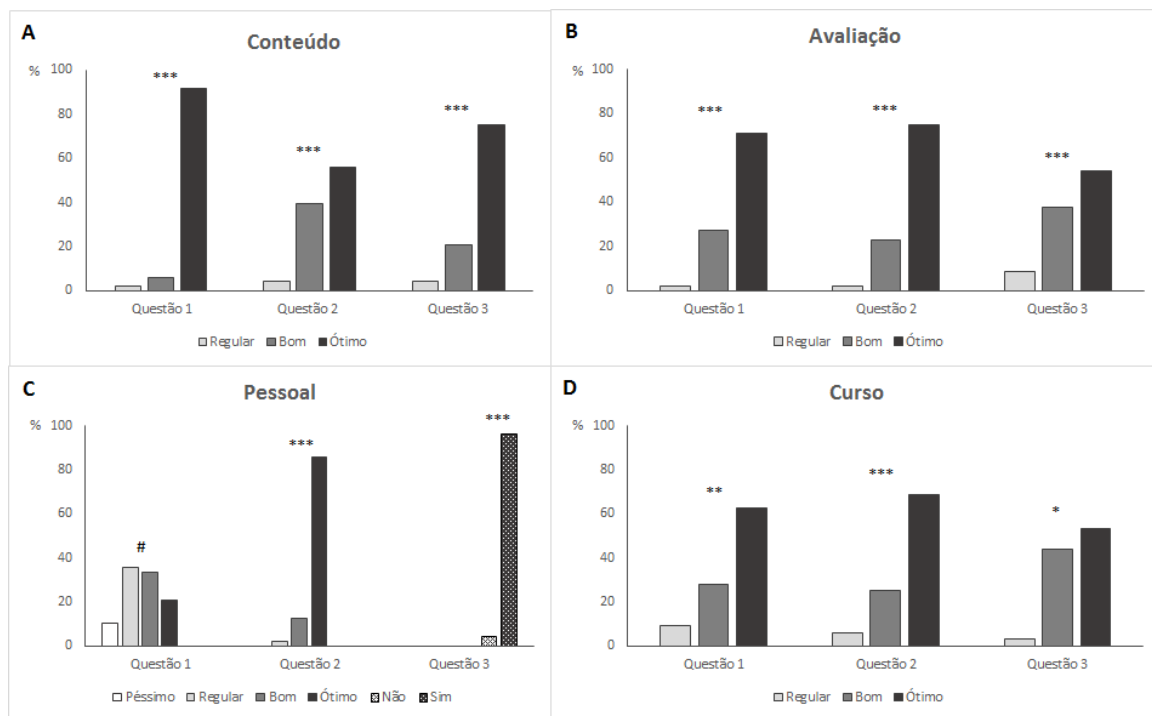 A
Conteúdo
%
100
80
60
40
20
0
***
***
***
Questão 1 Questão 2 Questão 3
Regular Bom Ótimo
B
Avaliação
%
100
80
60
40
20
0
***
***
***
Questão 1 Questão 2 Questão 3
Regular Bom Ótimo
C
Pessoal
%
100
80
60
40
20
0
#
***
***
Questão 1 Questão 2 Questão 3
Péssimo Regular Bom Ótimo Não Sim
D
Curso
%
100
80
60
40
20
0
**
***
*
Questão 1 Questão 2 Questão 3
Regular Bom Ótimo